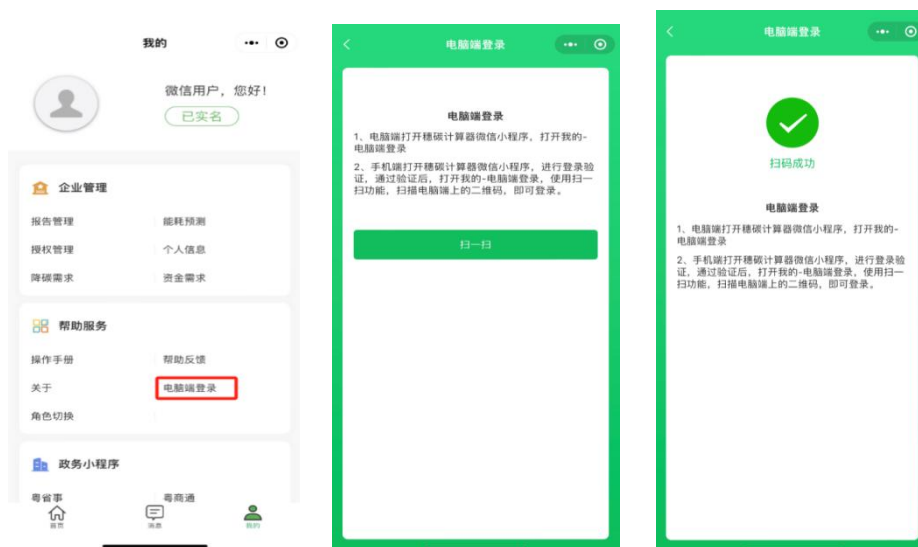 我的
微信用户，您好！
已实名
企业管理
报告管理
能耗预测
授权管理
个人信息
降碳需求
资金需求
帮助服务
操作手册
帮助反馈
关于
电脑端登录
角色切换
政务小程序
粤省事
粤商通
首页
消息
我的
电脑端登录
电脑端登录
1、电脑端打开穗碳计算器微信小程序，打开我的-
电脑端登录
2、手机端打开穗碳计算器微信小程序，进行登录验
证，通过验证后，打开我的-电脑端登录，使用扫一
扫功能，扫描电脑端上的二维码，即可登录。
扫一扫
电脑端登录
扫码成功
电脑端登录
1、电脑端打开穗碳计算器微信小程序，打开我的-
电脑端登录
2、手机端打开穗碳计算器微信小程序，进行登录验
证，通过验证后，打开我的-电脑端登录，使用扫一
扫功能，扫描电脑端上的二维码，即可登录。